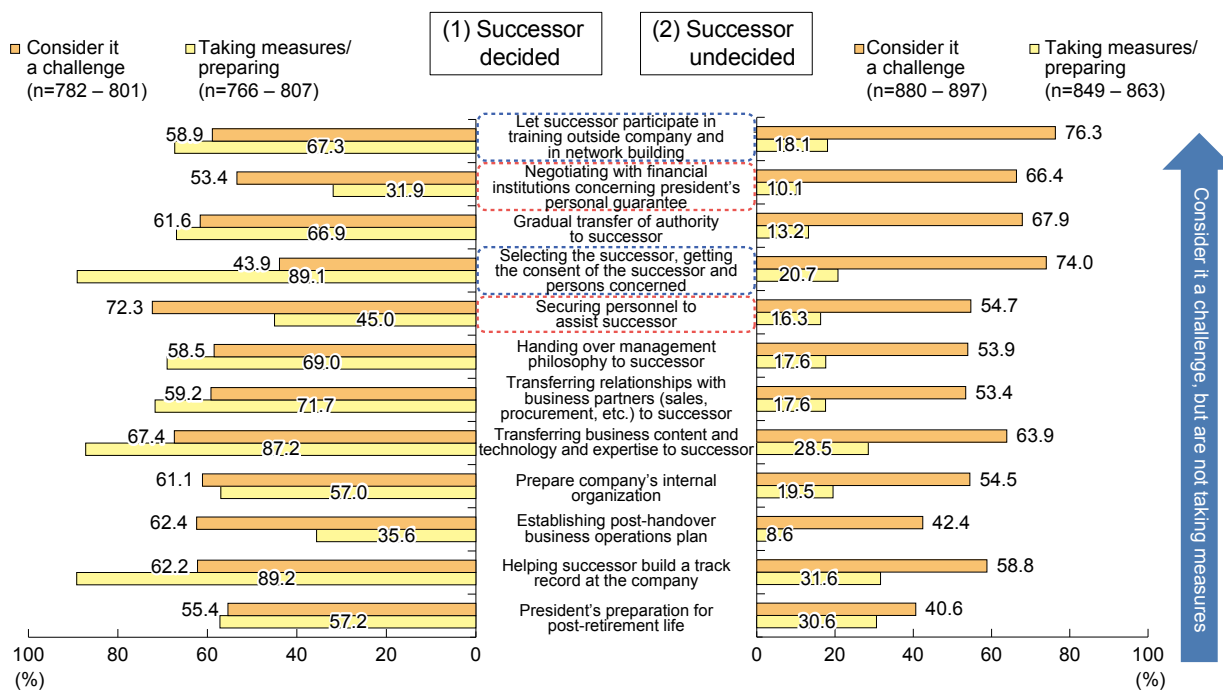 (1) Successor decided
(2) Successor undecided
Consider it
a challenge
(n=782 – 801)
Taking measures/
preparing
(n=766 – 807)
Consider it
a challenge
(n=880 – 897)
Taking measures/
preparing
(n=849 – 863)
58.9
67.3
Let successor participate in
training outside company and
in network building
76.3
18.1
53.4
31.9
Negotiating with financial
institutions concerning president's
personal guarantee
66.4
10.1
61.6
66.9
Gradual transfer of authority
to successor
67.9
13.2
43.9
89.1
Selecting the successor, getting
the consent of the successor and
persons concerned
74.0
20.7
72.3
45.0
Securing personnel to
assist successor
54.7
16.3
58.5
69.0
Handing over management
philosophy to successor
53.9
17.6
59.2
71.7
Transferring relationships with
business partners (sales,
procurement, etc.) to successor
53.4
17.6
67.4
87.2
Transferring business content and
technology and expertise to successor
63.9
28.5
61.1
57.0
Prepare company's internal
organization
54.5
19.5
62.4
35.6
Establishing post-handover
business operations plan
42.4
8.6
62.2
89.2
Helping successor build a track
record at the company
58.8
31.6
55.4
57.2
President's preparation for
post-retirement life
40.6
30.6
100 80 60 40 20 0
(%)
0 20 40 60 80 100
(%)
Consider it a challenge, but are not taking measures